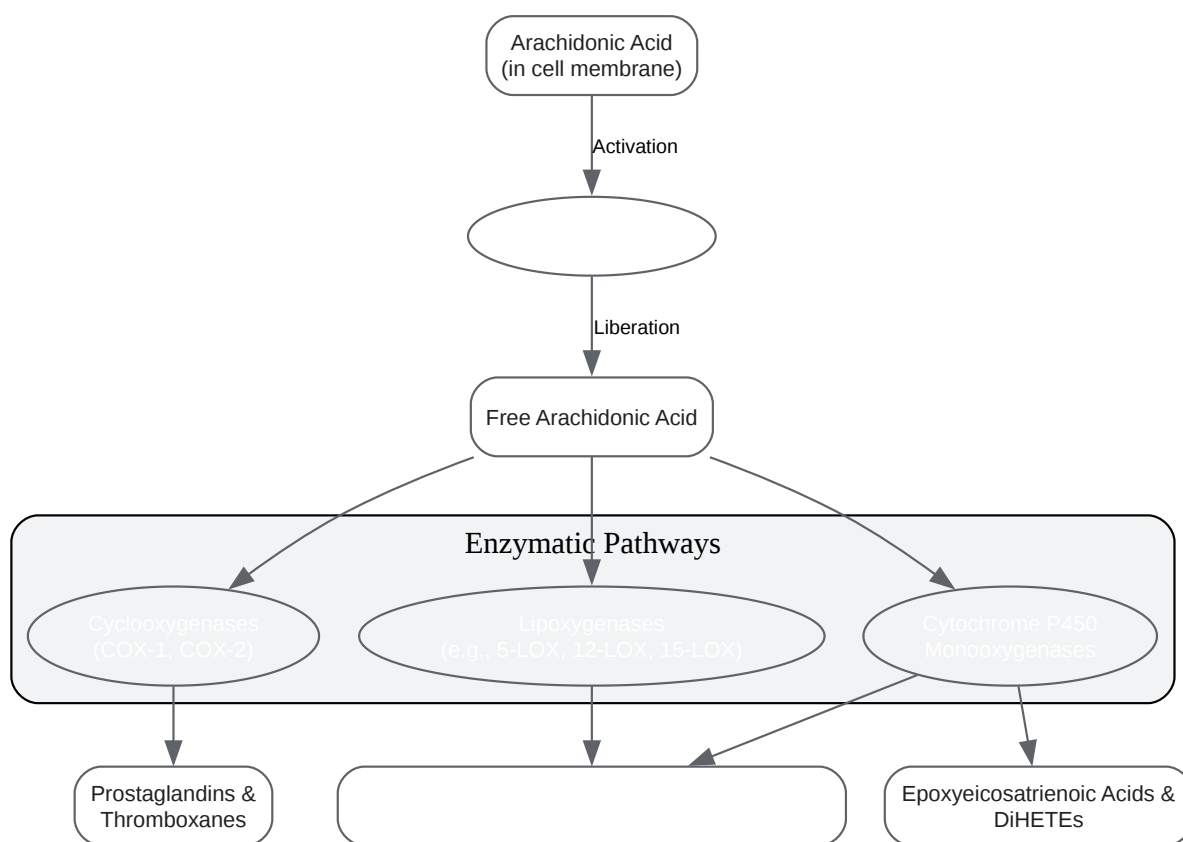 Arachidonic Acid
(in cell membrane)
Activation
Liberation
Free Arachidonic Acid
Enzymatic Pathways
Cyclooxygenases
(COX-1, COX-2)
Lipoxygenases
(e.g., 5-LOX, 12-LOX, 15-LOX)
Cytochrome P450
Monooxygenases
Prostaglandins &
Thromboxanes
Epoxyeicosatrienoic Acids &
DiHETEs